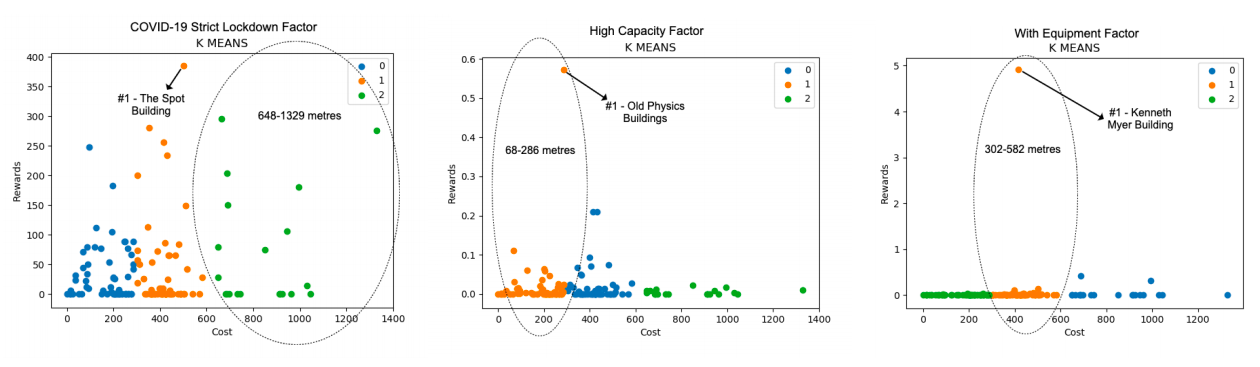 COVID-19 Strict Lockdown Factor
K MEANS
400
350
300
250
200
150
100
50
0
Rewards
0
200
400
600
800
1000
1200
1400
Cost
0
1
2
#1 - The Spot
Building
648-1329 metres
High Capacity Factor
K MEANS
0.6
0.5
0.4
0.3
0.2
0.1
0.0
Rewards
0
200
400
600
800
1000
1200
1400
Cost
0
1
2
#1 - Old Physics
Buildings
68-286 metres
With Equipment Factor
K MEANS
5
4
3
2
1
0
Rewards
0
200
400
600
800
1000
1200
Cost
0
1
2
#1 - Kenneth
Myer Building
302-582 metres